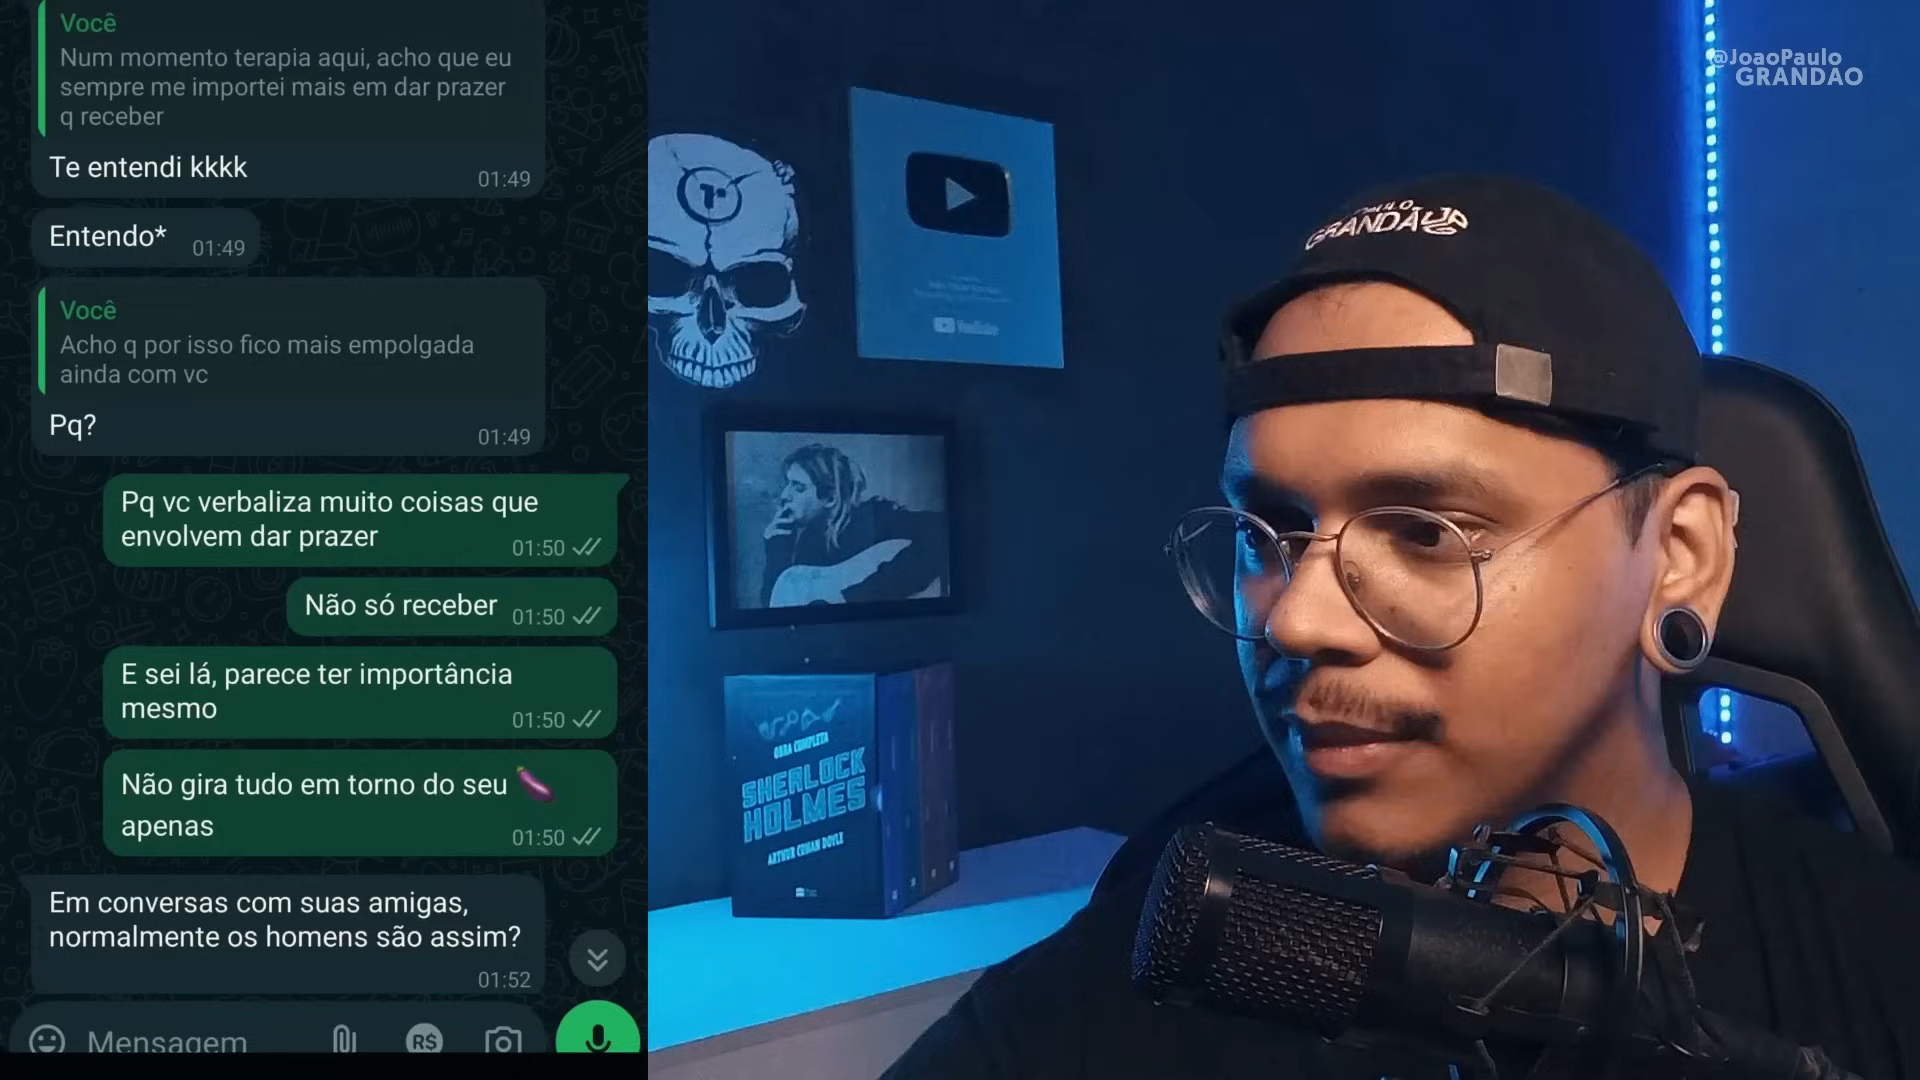 Você
Num momento terapia aqui, acho que eu
sempre me importei mais em dar prazer
q receber
Te entendi kkkk
01:49
Entendo*
01:49
Você
Acho q por isso fico mais empolgada
ainda com vc
Pq?
01:49
Pq vc verbaliza muito coisas que
envolvem dar prazer
01:50
Não só receber
01:50
E sei lá, parece ter importância
mesmo
01:50
Não gira tudo em torno do seu 🍆
apenas
01:50
Em conversas com suas amigas,
normalmente os homens são assim?
01:52
Mensagem
R$
@JoaoPaulo
GRANDAO
YouTube
OBRA COMPLETA
SHERLOCK
HOLMES
ARTHUR CONAN DOYLE